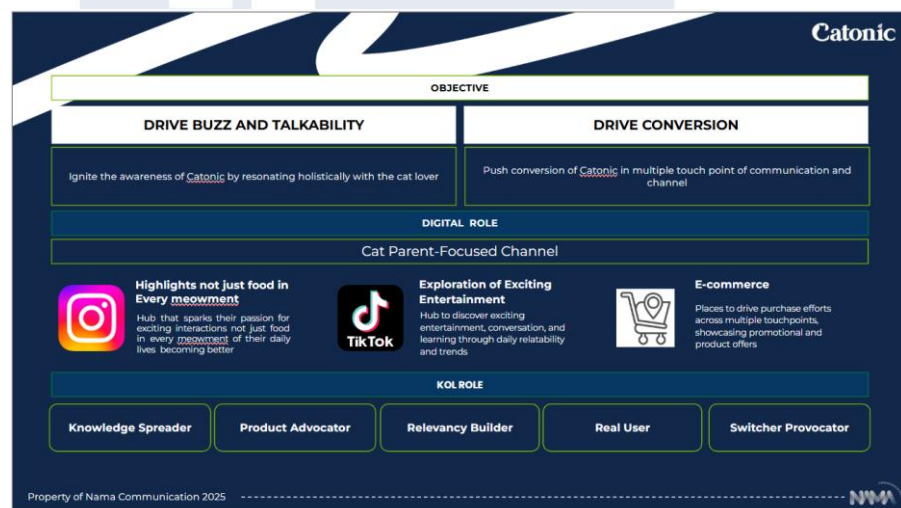 Catonic
OBJECTIVE
DRIVE BUZZ AND TALKABILITY
DRIVE CONVERSION
Ignite the awareness of Catonic by resonating holistically with the cat lover
Push conversion of Catonic in multiple touch point of communication and
channel
DIGITAL ROLE
Cat Parent-Focused Channel
Highlights not just food in
Every meowment
Hub that sparks their passion for
exciting interactions not just food
in every meowment of their daily
lives becoming better
TikTok
Exploration of Exciting
Entertainment
Hub to discover exciting
entertainment, conversation, and
learning through daily relatability
and trends
E-commerce
Places to drive purchase efforts
across multiple touchpoints,
showcasing promotional and
product offers
KOL ROLE
Knowledge Spreader
Product Advocator
Relevancy Builder
Real User
Switcher Provocator
Property of Nama Communication 2025
NAMA